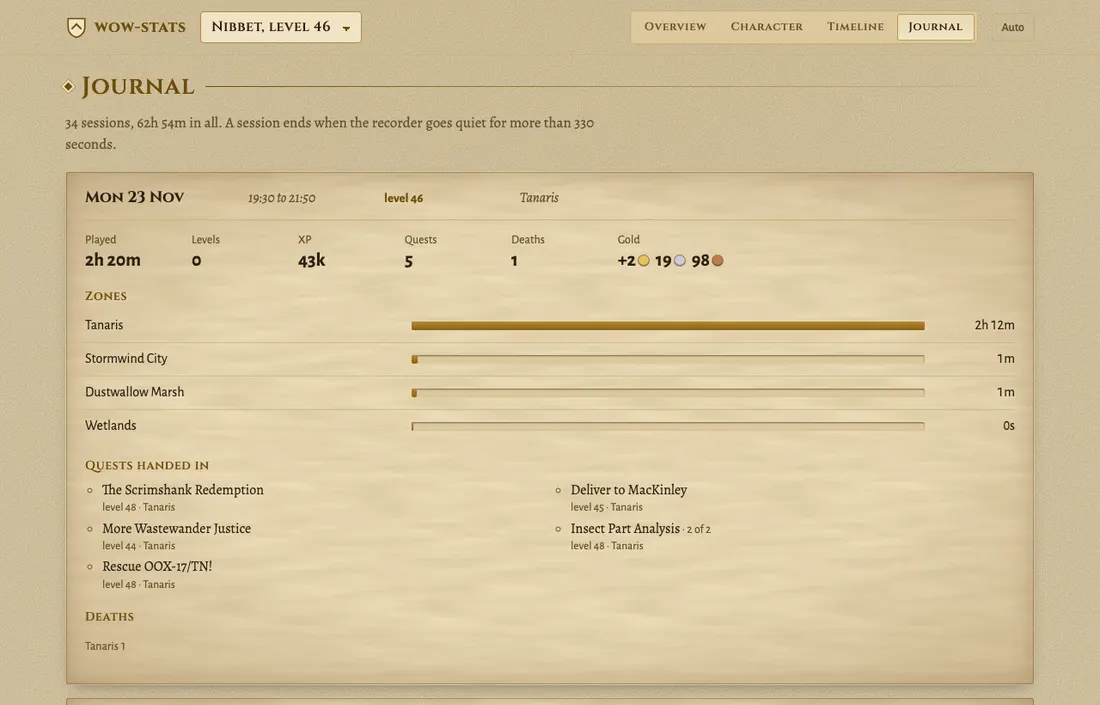 WOW-STATS
Nibbet, level 46
Overview
Character
Timeline
Journal
Auto
Journal
34 sessions, 62h 54m in all. A session ends when the recorder goes quiet for more than 330
seconds.
Mon 23 Nov
19:30 to 21:50
level 46
Tanaris
Played
Levels
XP
Quests
Deaths
Gold
2h 20m
0
43k
5
1
+2 19 98
Zones
Tanaris
2h 12m
Stormwind City
1m
Dustwallow Marsh
1m
Wetlands
0s
Quests handed in
The Scrimshank Redemption
level 48 · Tanaris
Deliver to MacKinley
level 45 · Tanaris
More Wastewander Justice
level 44 · Tanaris
Insect Part Analysis · 2 of 2
level 48 · Tanaris
Rescue OOX-17/TN!
level 48 · Tanaris
Deaths
Tanaris 1